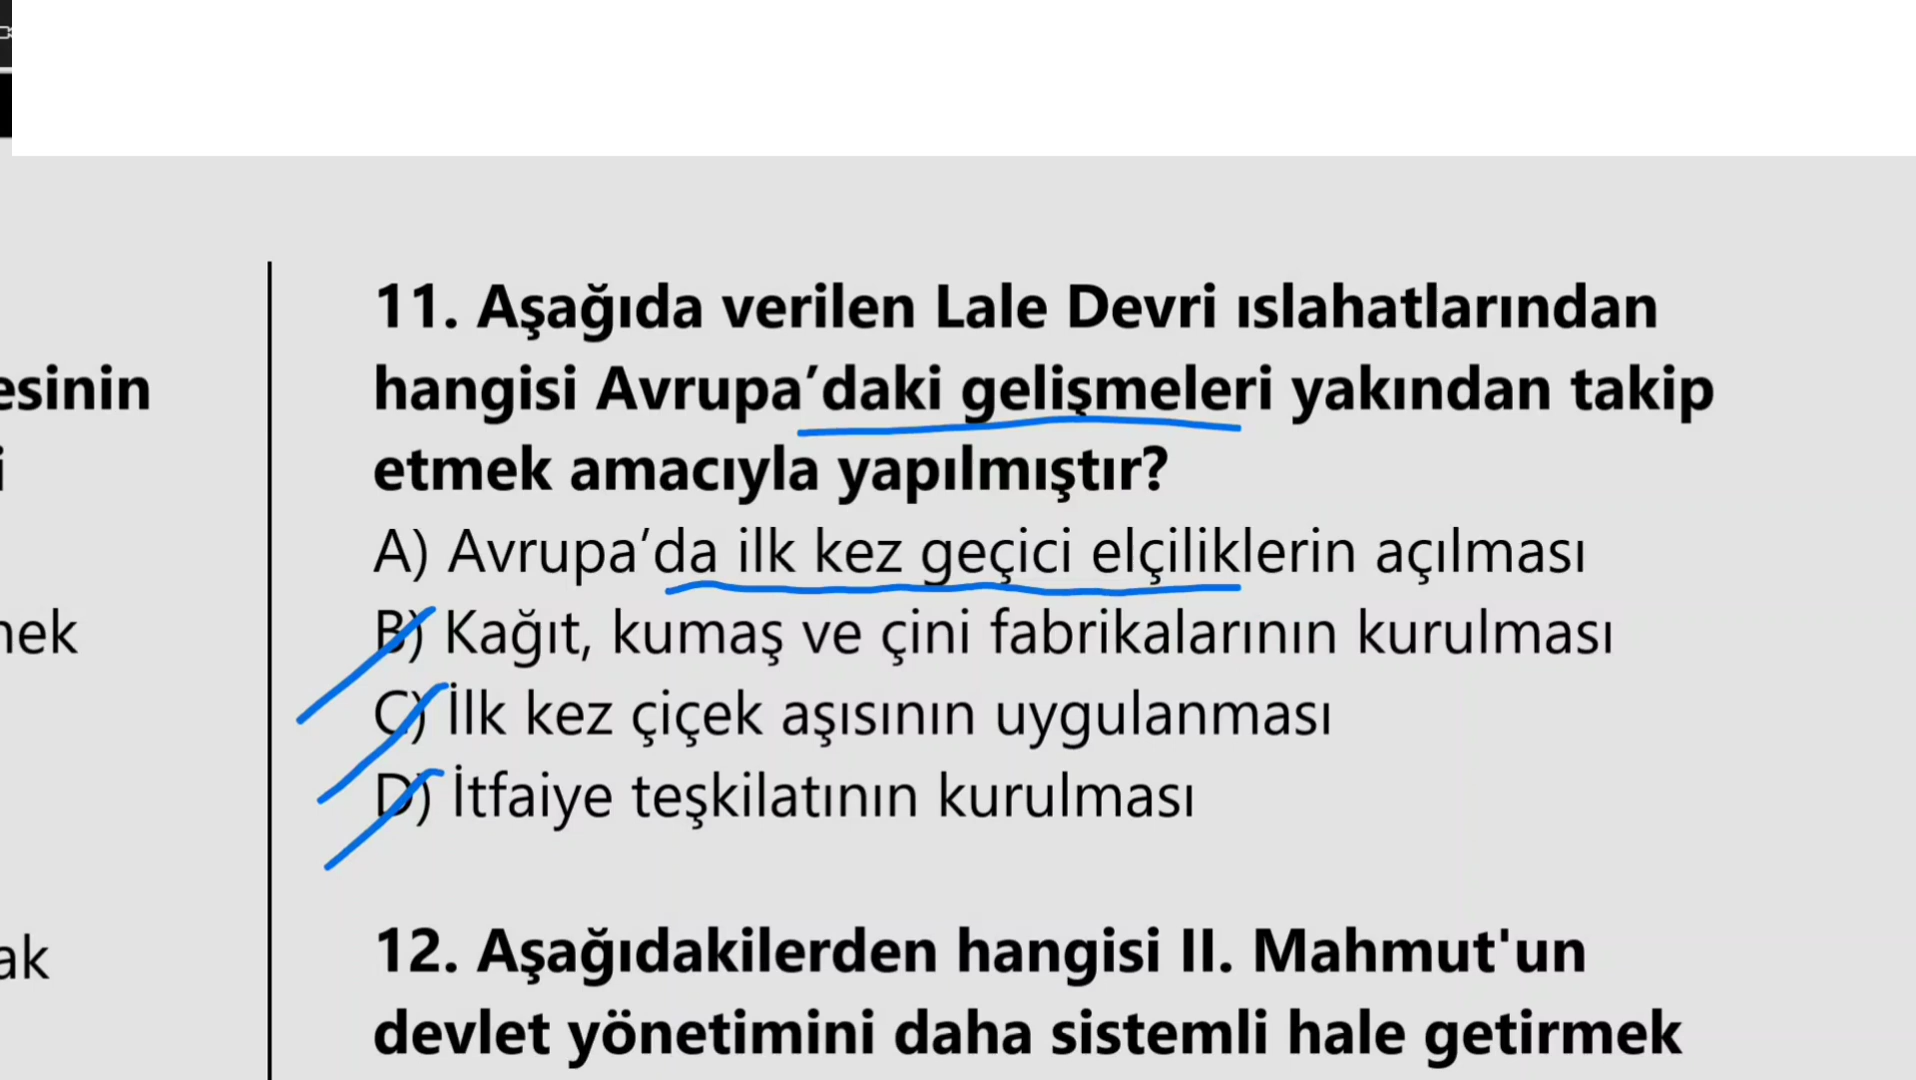 esinin
i
mek
ak
11. Aşağıda verilen Lale Devri ıslahatlarından
hangisi Avrupa’daki gelişmeleri yakından takip
etmek amacıyla yapılmıştır?
A) Avrupa’da ilk kez geçici elçiliklerin açılması
B) Kağıt, kumaş ve çini fabrikalarının kurulması
C) İlk kez çiçek aşısının uygulanması
D) İtfaiye teşkilatının kurulması
12. Aşağıdakilerden hangisi II. Mahmut'un
devlet yönetimini daha sistemli hale getirmek